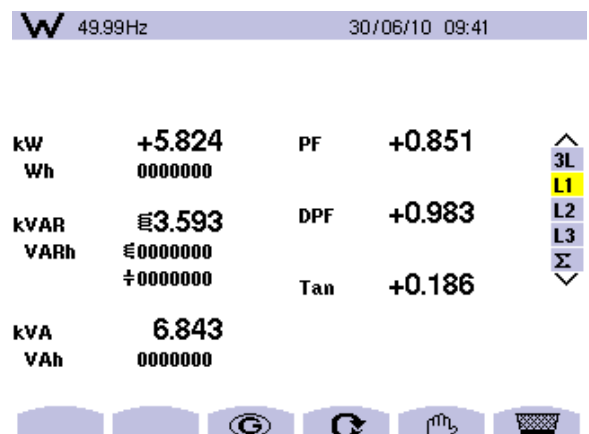 W 49.99Hz 30/06/10 09:41
kW +5.824 PF +0.851
Wh 0000000
3L
L1
L2
L3
Σ
kVAR 3.593 DPF +0.983
VARh 0000000
0000000
Tan +0.186
kVA 6.843
VAh 0000000
G